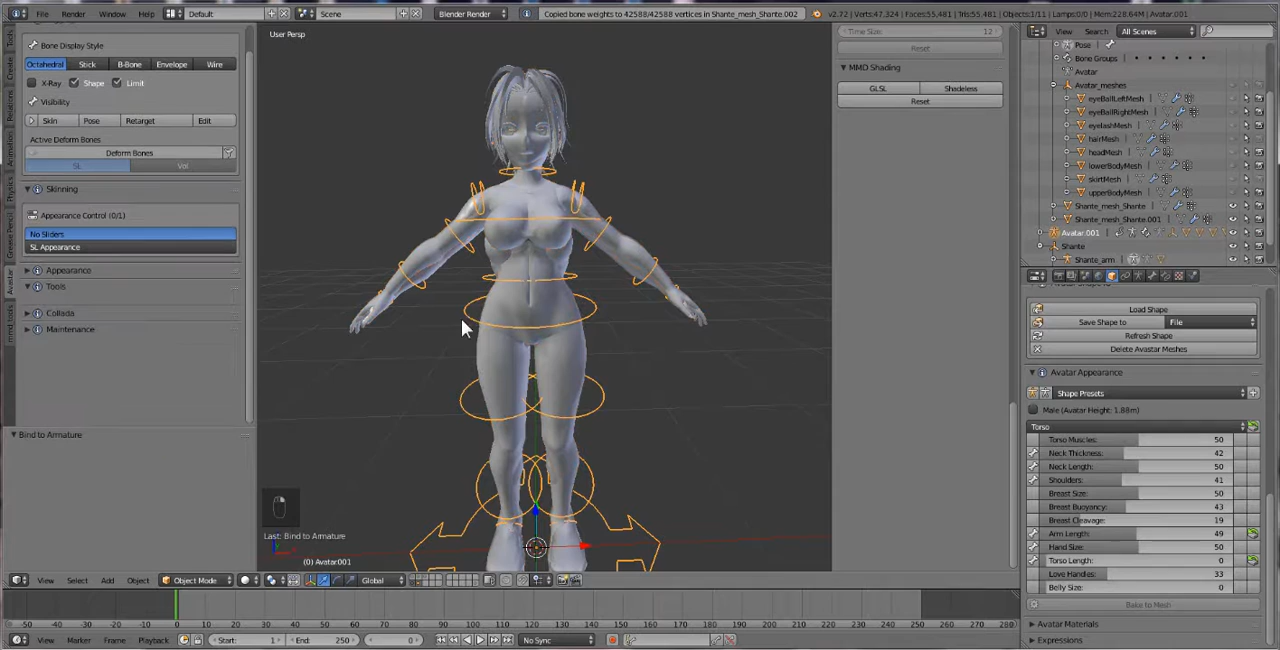 File Render Window Help Default Scene Blender Render Copied bone weights to 42588/42588 vertices in Shante_mesh_Shante.002 v2.72 | Verts:47,324 | Faces:55,481 | Tris:55,481 | Objects:1/11 | Lamps:0/0 | Mem:228.64M | Avatar.001
Tools
Create
Relations
Animation
Physics
Grease Pencil
Avastar
mmd tools
Bone Display Style
Octahedral Stick B-Bone Envelope Wire
X-Ray Shape Limit
Visibility
Skin Pose Retarget Edit
Active Deform Bones
Deform Bones
SL Vol
Skinning
Appearance Control (0/1)
No Sliders
SL Appearance
Appearance
Tools
Collada
Maintenance
Bind to Armature
User Persp
Last: Bind to Armature
(0) Avatar001
View Select Add Object Object Mode Global
Time Size: 12
Reset
MMD Shading
GLSL Shadeless
Reset
View Search All Scenes
Pose
Bone Groups
Avatar
Avatar_meshes
eyeBallLeftMesh
eyeBallRightMesh
eyelashMesh
hairMesh
headMesh
lowerBodyMesh
skirtMesh
upperBodyMesh
Shante_mesh_Shante
Shante_mesh_Shante.001
Avatar.001
Shante
Shante_arm
Load Shape
Save Shape to File
Refresh Shape
Delete Avastar Meshes
Avatar Appearance
Shape Presets
Male (Avatar Height: 1.88m)
Torso
Torso Muscles: 50
Neck Thickness: 42
Neck Length: 50
Shoulders: 41
Breast Size: 50
Breast Buoyancy: 43
Breast Cleavage: 19
Arm Length: 49
Hand Size: 50
Torso Length: 0
Love Handles: 33
Belly Size: 0
Bake to Mesh
Avatar Materials
Expressions
-50 -40 -30 -20 -10 0 10 20 30 40 50 60 70 80 90 100 110 120 130 140 150 160 170 180 190 200 210 220 230 240 250 260 270 280
View Marker Frame Playback Start: 1 End: 250 0 No Sync